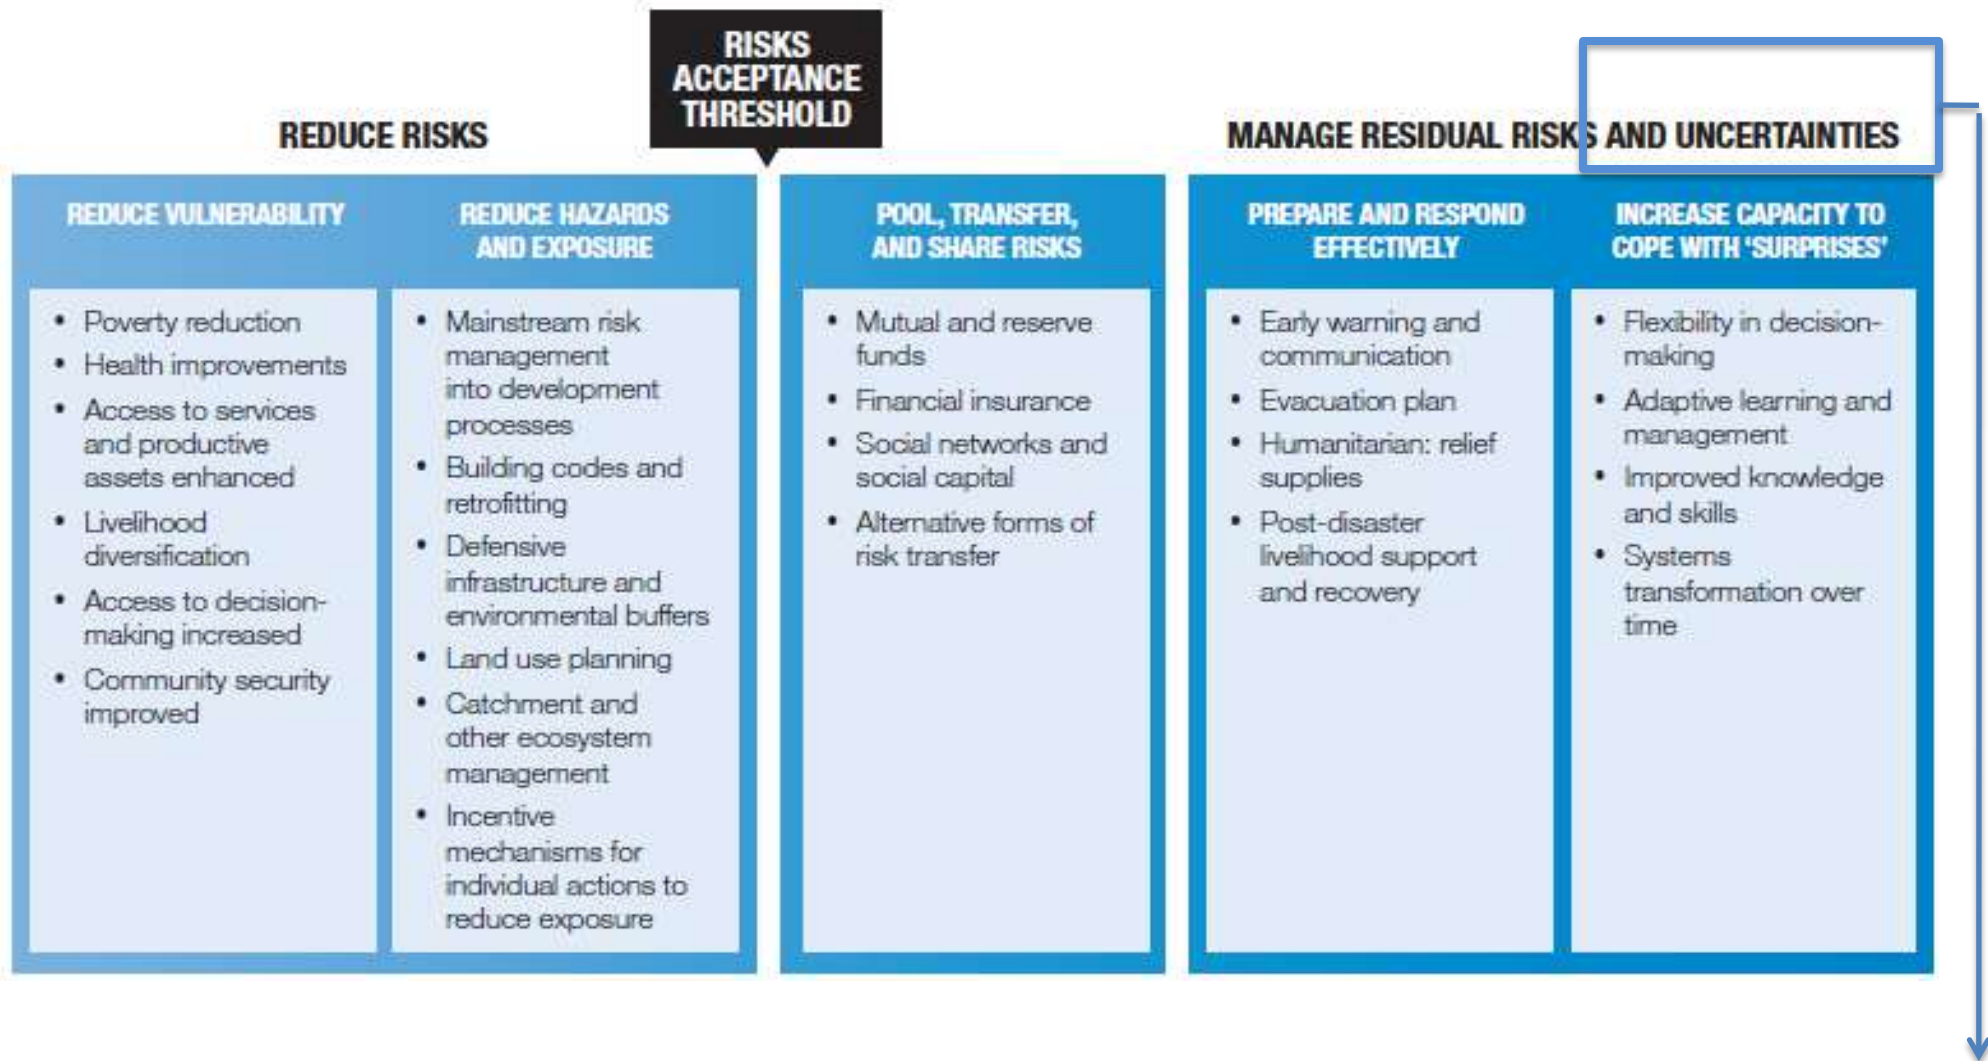 RISKS
ACCEPTANCE
THRESHOLD
REDUCE RISKS
MANAGE RESIDUAL RISKS AND UNCERTAINTIES
REDUCE VULNERABILITY
• Poverty reduction
• Health improvements
• Access to services
and productive
assets enhanced
• Livelihood
diversification
• Access to decision-
making increased
• Community security
improved
REDUCE HAZARDS
AND EXPOSURE
• Mainstream risk
management
into development
processes
• Building codes and
retrofitting
• Defensive
infrastructure and
environmental buffers
• Land use planning
• Catchment and
other ecosystem
management
• Incentive
mechanisms for
individual actions to
reduce exposure
POOL, TRANSFER,
AND SHARE RISKS
• Mutual and reserve
funds
• Financial insurance
• Social networks and
social capital
• Alternative forms of
risk transfer
PREPARE AND RESPOND
EFFECTIVELY
• Early warning and
communication
• Evacuation plan
• Humanitarian: relief
supplies
• Post-disaster
livelihood support
and recovery
INCREASE CAPACITY TO
COPE WITH ‘SURPRISES’
• Flexibility in decision-
making
• Adaptive learning and
management
• Improved knowledge
and skills
• Systems
transformation over
time